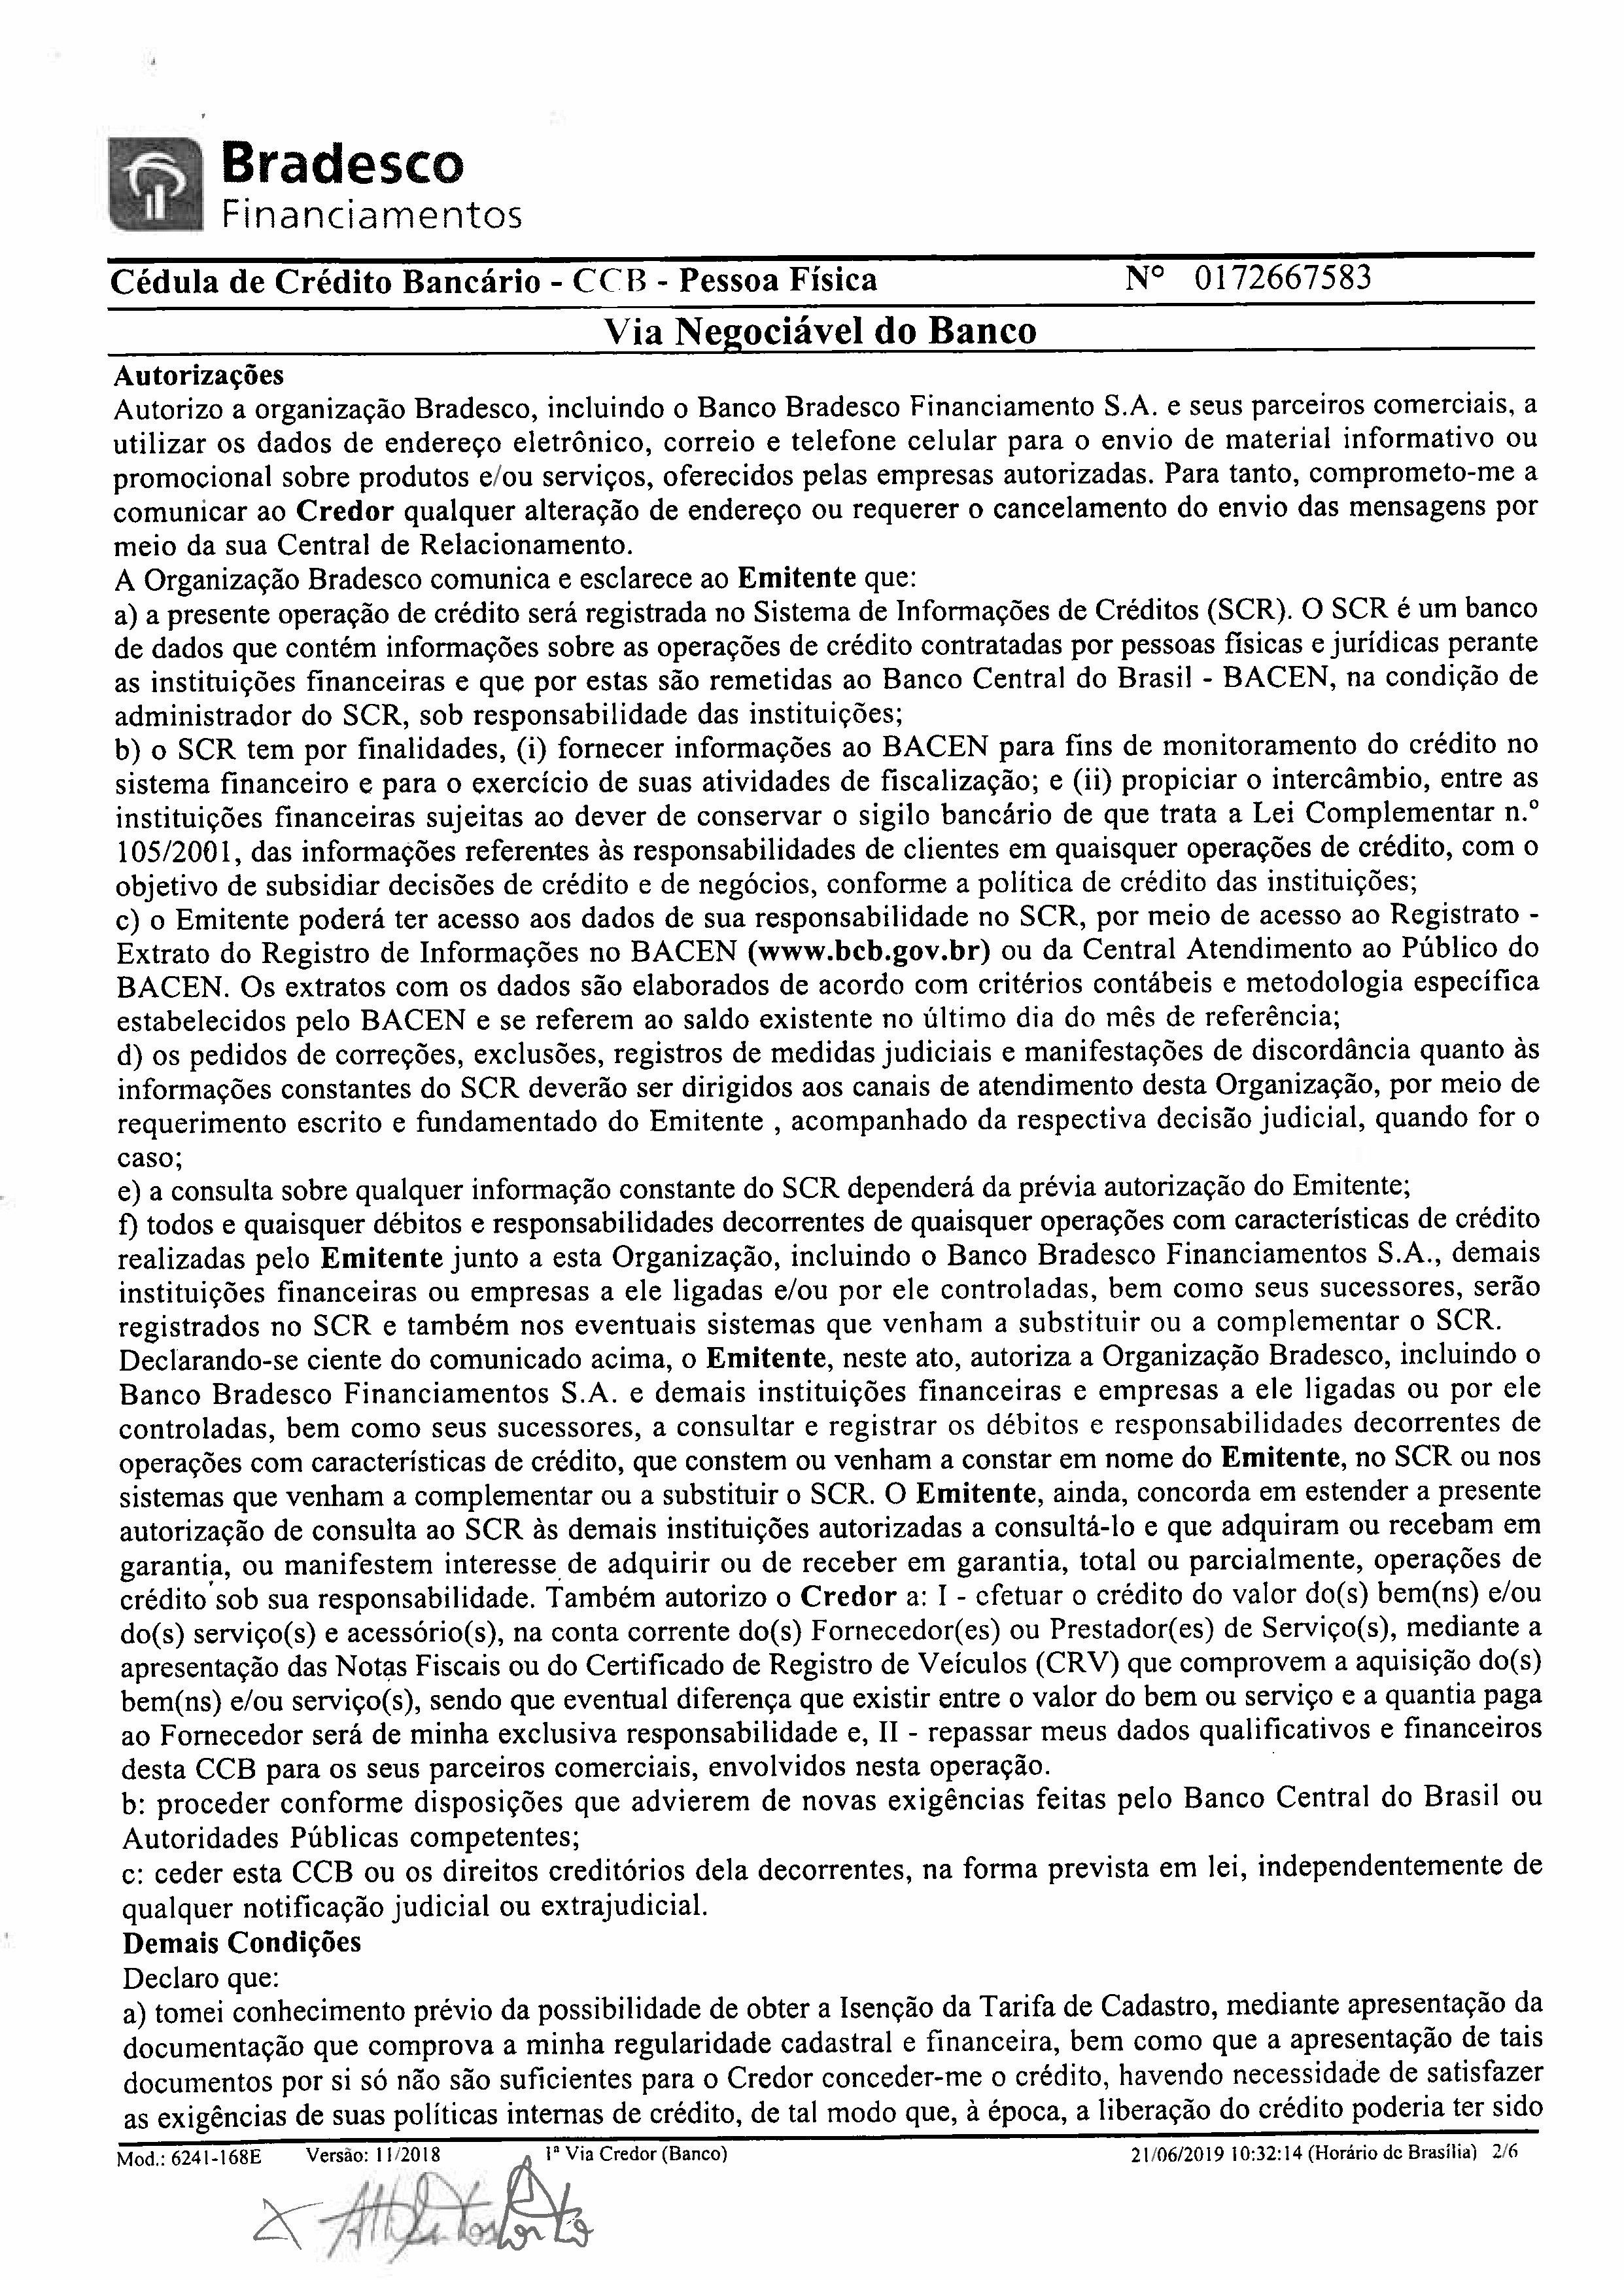 Bradesco
Financiamentos
Cédula de Crédito Bancário - CCB - Pessoa Física Nº 0172667583
Via Negociável do Banco
Autorizações
Autorizo a organização Bradesco, incluindo o Banco Bradesco Financiamento S.A. e seus parceiros comerciais, a
utilizar os dados de endereço eletrônico, correio e telefone celular para o envio de material informativo ou
promocional sobre produtos e/ou serviços, oferecidos pelas empresas autorizadas. Para tanto, comprometo-me a
comunicar ao Credor qualquer alteração de endereço ou requerer o cancelamento do envio das mensagens por
meio da sua Central de Relacionamento.
A Organização Bradesco comunica e esclarece ao Emitente que:
a) a presente operação de crédito será registrada no Sistema de Informações de Créditos (SCR). O SCR é um banco
de dados que contém informações sobre as operações de crédito contratadas por pessoas físicas e jurídicas perante
as instituições financeiras e que por estas são remetidas ao Banco Central do Brasil - BACEN, na condição de
administrador do SCR, sob responsabilidade das instituições;
b) o SCR tem por finalidades, (i) fornecer informações ao BACEN para fins de monitoramento do crédito no
sistema financeiro e para o exercício de suas atividades de fiscalização; e (ii) propiciar o intercâmbio, entre as
instituições financeiras sujeitas ao dever de conservar o sigilo bancário de que trata a Lei Complementar n.º
105/2001, das informações referentes às responsabilidades de clientes em quaisquer operações de crédito, com o
objetivo de subsidiar decisões de crédito e de negócios, conforme a política de crédito das instituições;
c) o Emitente poderá ter acesso aos dados de sua responsabilidade no SCR, por meio de acesso ao Registrato -
Extrato do Registro de Informações no BACEN (www.bcb.gov.br) ou da Central Atendimento ao Público do
BACEN. Os extratos com os dados são elaborados de acordo com critérios contábeis e metodologia específica
estabelecidos pelo BACEN e se referem ao saldo existente no último dia do mês de referência;
d) os pedidos de correções, exclusões, registros de medidas judiciais e manifestações de discordância quanto às
informações constantes do SCR deverão ser dirigidos aos canais de atendimento desta Organização, por meio de
requerimento escrito e fundamentado do Emitente , acompanhado da respectiva decisão judicial, quando for o
caso;
e) a consulta sobre qualquer informação constante do SCR dependerá da prévia autorização do Emitente;
f) todos e quaisquer débitos e responsabilidades decorrentes de quaisquer operações com características de crédito
realizadas pelo Emitente junto a esta Organização, incluindo o Banco Bradesco Financiamentos S.A., demais
instituições financeiras ou empresas a ele ligadas e/ou por ele controladas, bem como seus sucessores, serão
registrados no SCR e também nos eventuais sistemas que venham a substituir ou a complementar o SCR.
Declarando-se ciente do comunicado acima, o Emitente, neste ato, autoriza a Organização Bradesco, incluindo o
Banco Bradesco Financiamentos S.A. e demais instituições financeiras e empresas a ele ligadas ou por ele
controladas, bem como seus sucessores, a consultar e registrar os débitos e responsabilidades decorrentes de
operações com características de crédito, que constem ou venham a constar em nome do Emitente, no SCR ou nos
sistemas que venham a complementar ou a substituir o SCR. O Emitente, ainda, concorda em estender a presente
autorização de consulta ao SCR às demais instituições autorizadas a consultá-lo e que adquiram ou recebam em
garantia, ou manifestem interesse de adquirir ou de receber em garantia, total ou parcialmente, operações de
crédito sob sua responsabilidade. Também autorizo o Credor a: I - efetuar o crédito do valor do(s) bem(ns) e/ou
do(s) serviço(s) e acessório(s), na conta corrente do(s) Fornecedor(es) ou Prestador(es) de Serviço(s), mediante a
apresentação das Notas Fiscais ou do Certificado de Registro de Veículos (CRV) que comprovem a aquisição do(s)
bem(ns) e/ou serviço(s), sendo que eventual diferença que existir entre o valor do bem ou serviço e a quantia paga
ao Fornecedor será de minha exclusiva responsabilidade e, II - repassar meus dados qualificativos e financeiros
desta CCB para os seus parceiros comerciais, envolvidos nesta operação.
b: proceder conforme disposições que advierem de novas exigências feitas pelo Banco Central do Brasil ou
Autoridades Públicas competentes;
c: ceder esta CCB ou os direitos creditórios dela decorrentes, na forma prevista em lei, independentemente de
qualquer notificação judicial ou extrajudicial.
Demais Condições
Declaro que:
a) tomei conhecimento prévio da possibilidade de obter a Isenção da Tarifa de Cadastro, mediante apresentação da
documentação que comprova a minha regularidade cadastral e financeira, bem como que a apresentação de tais
documentos por si só não são suficientes para o Credor conceder-me o crédito, havendo necessidade de satisfazer
as exigências de suas políticas internas de crédito, de tal modo que, à época, a liberação do crédito poderia ter sido
Mod.: 6241-168E Versão: 11/2018 1ª Via Credor (Banco) 21/06/2019 10:32:14 (Horário de Brasília) 2/6